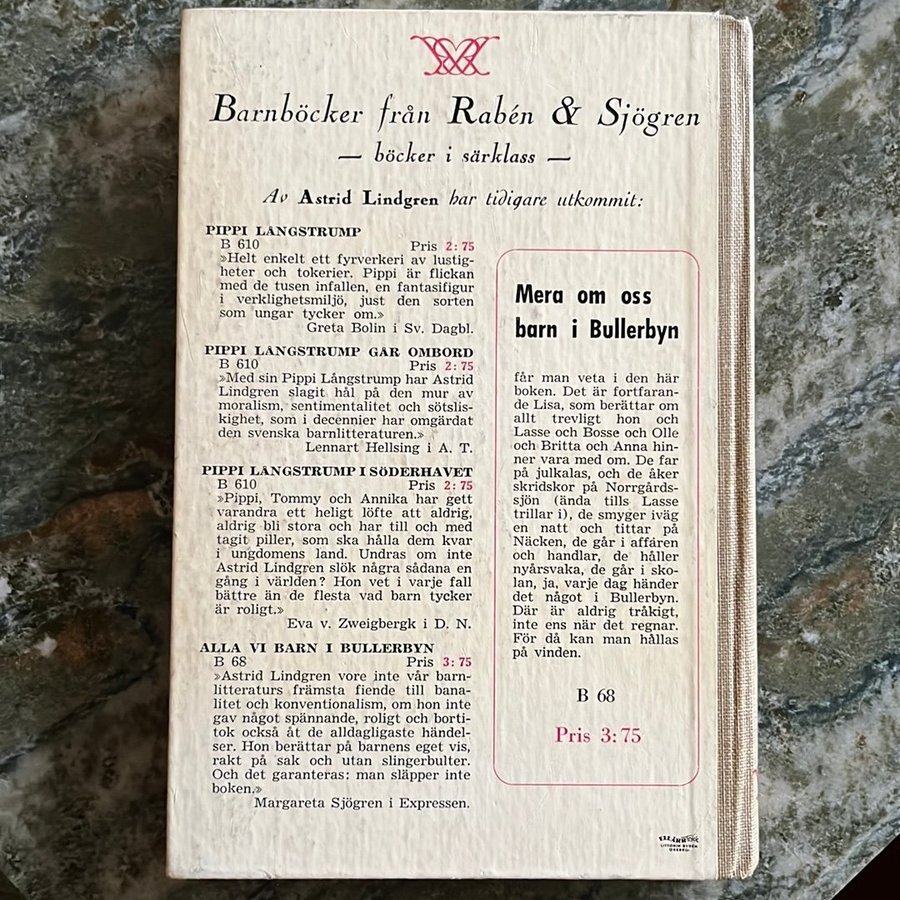 Barnböcker från Rabén & Sjögren
— böcker i särklass —
Av Astrid Lindgren har tidigare utkommit:
PIPPI LÅNGSTRUMP
B 610 Pris 2:75
»Helt enkelt ett fyrverkeri av lustig-
heter och tokerier. Pippi är flickan
med de tusen infallen, en fantasifigur
i verklighetsmiljö, just den sorten
som ungar tycker om.»
Greta Bolin i Sv. Dagbl.
PIPPI LÅNGSTRUMP GÅR OMBORD
B 610 Pris 2:75
»Med sin Pippi Långstrump har Astrid
Lindgren slagit hål på den mur av
moralism, sentimentalitet och sötslis-
kighet, som i decennier har omgärdat
den svenska barnlitteraturen.»
Lennart Hellsing i A. T.
PIPPI LÅNGSTRUMP I SÖDERHAVET
B 610 Pris 2:75
»Pippi, Tommy och Annika har gett
varandra ett heligt löfte att aldrig,
aldrig bli stora och har till och med
tagit piller, som ska hålla dem kvar
i ungdomens land. Undras om inte
Astrid Lindgren slök några sådana en
gång i världen? Hon vet i varje fall
bättre än de flesta vad barn tycker
är roligt.»
Eva v. Zweigbergk i D. N.
ALLA VI BARN I BULLERBYN
B 68 Pris 3:75
»Astrid Lindgren vore inte vår barn-
litteraturs främsta fiende till bana-
litet och konventionalism, om hon inte
gav något spännande, roligt och borti-
tok också åt de alldagligaste händel-
ser. Hon berättar på barnens eget vis,
rakt på sak och utan slingerbulter.
Och det garanteras: man släpper inte
boken.»
Margareta Sjögren i Expressen.
Mera om oss
barn i Bullerbyn
får man veta i den här
boken. Det är fortfaran-
de Lisa, som berättar om
allt trevligt hon och
Lasse och Bosse och Olle
och Britta och Anna hin-
ner vara med om. De far
på julkalas, och de åker
skridskor på Norrgårds-
sjön (ända tills Lasse
trillar i), de smyger iväg
en natt och tittar på
Näcken, de går i affären
och handlar, de håller
nyårsvaka, de går i sko-
lan, ja, varje dag händer
det något i Bullerbyn.
Där är aldrig tråkigt,
inte ens när det regnar.
För då kan man hållas
på vinden.
B 68
Pris 3:75
LITTORIN RYDÉN
ÖREBRO